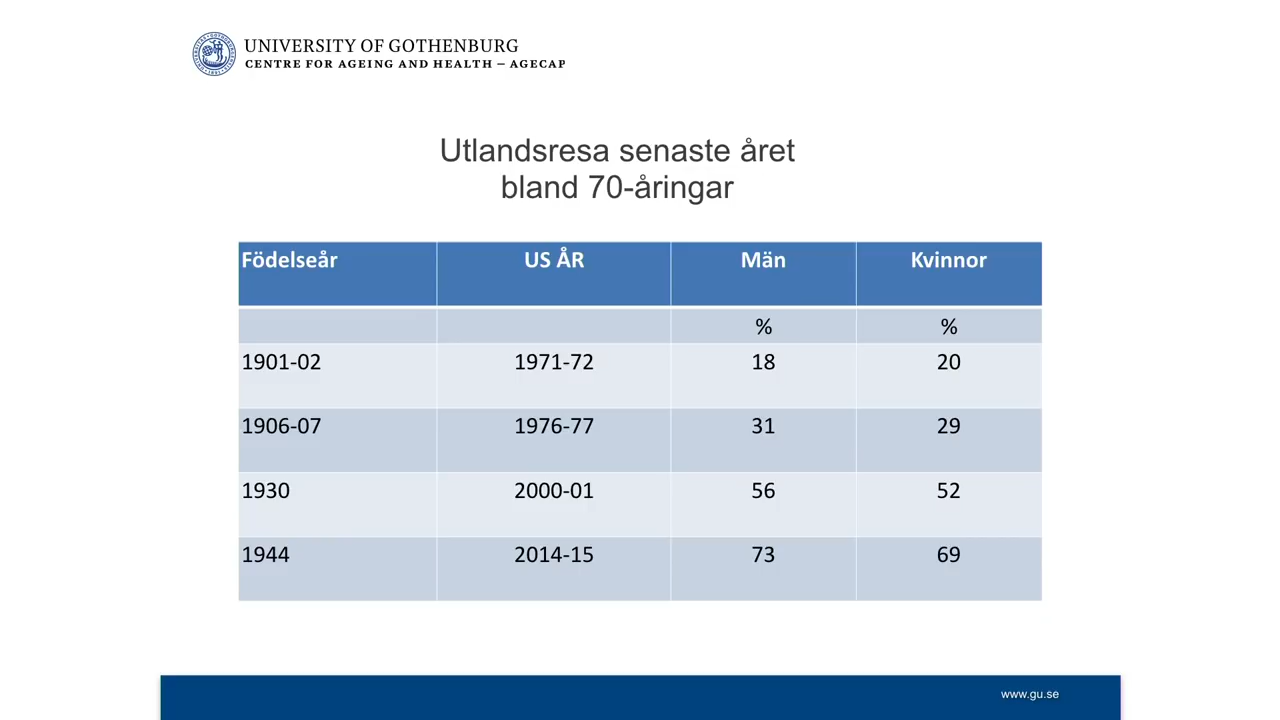 UNIVERSITY OF GOTHENBURG
CENTRE FOR AGEING AND HEALTH – AGECAP
Utlandsresa senaste året
bland 70-åringar
Födelseår US ÅR Män Kvinnor
% %
1901-02 1971-72 18 20
1906-07 1976-77 31 29
1930 2000-01 56 52
1944 2014-15 73 69
www.gu.se